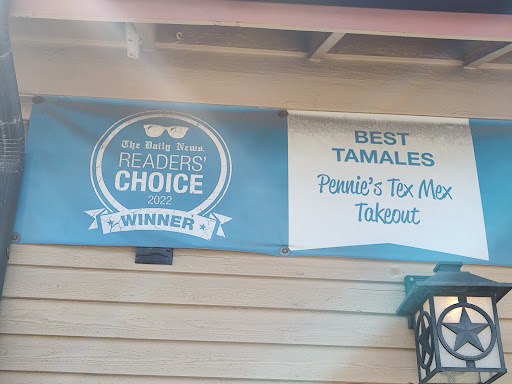 The Daily News.
READERS'
CHOICE
2022
WINNER
BEST
TAMALES
Pennie's Tex Mex
Takeout